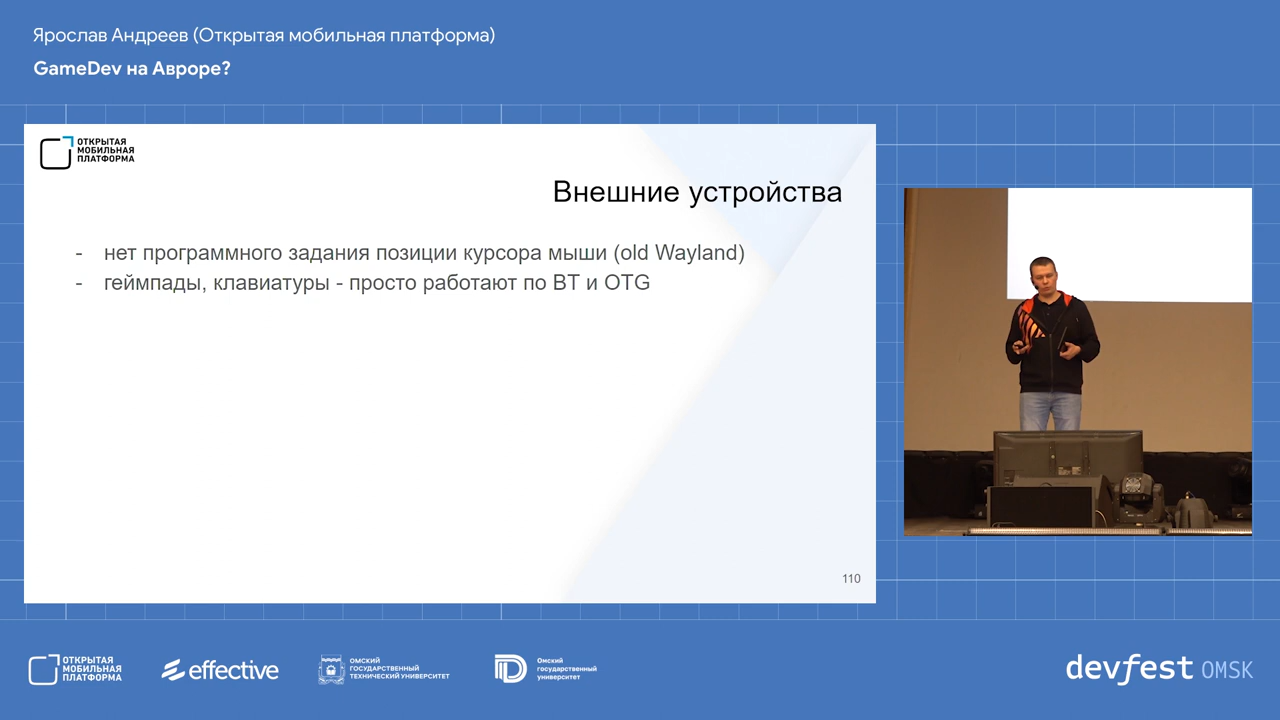 Ярослав Андреев (Открытая мобильная платформа)
GameDev на Авроре?
ОТКРЫТАЯ
МОБИЛЬНАЯ
ПЛАТФОРМА
Внешние устройства
- нет программного задания позиции курсора мыши (old Wayland)
- геймпады, клавиатуры - просто работают по BT и OTG
110
ОТКРЫТАЯ
МОБИЛЬНАЯ
ПЛАТФОРМА
effective
ОМСКИЙ
ГОСУДАРСТВЕННЫЙ
ТЕХНИЧЕСКИЙ УНИВЕРСИТЕТ
Омский
государственный
университет
devfest OMSK